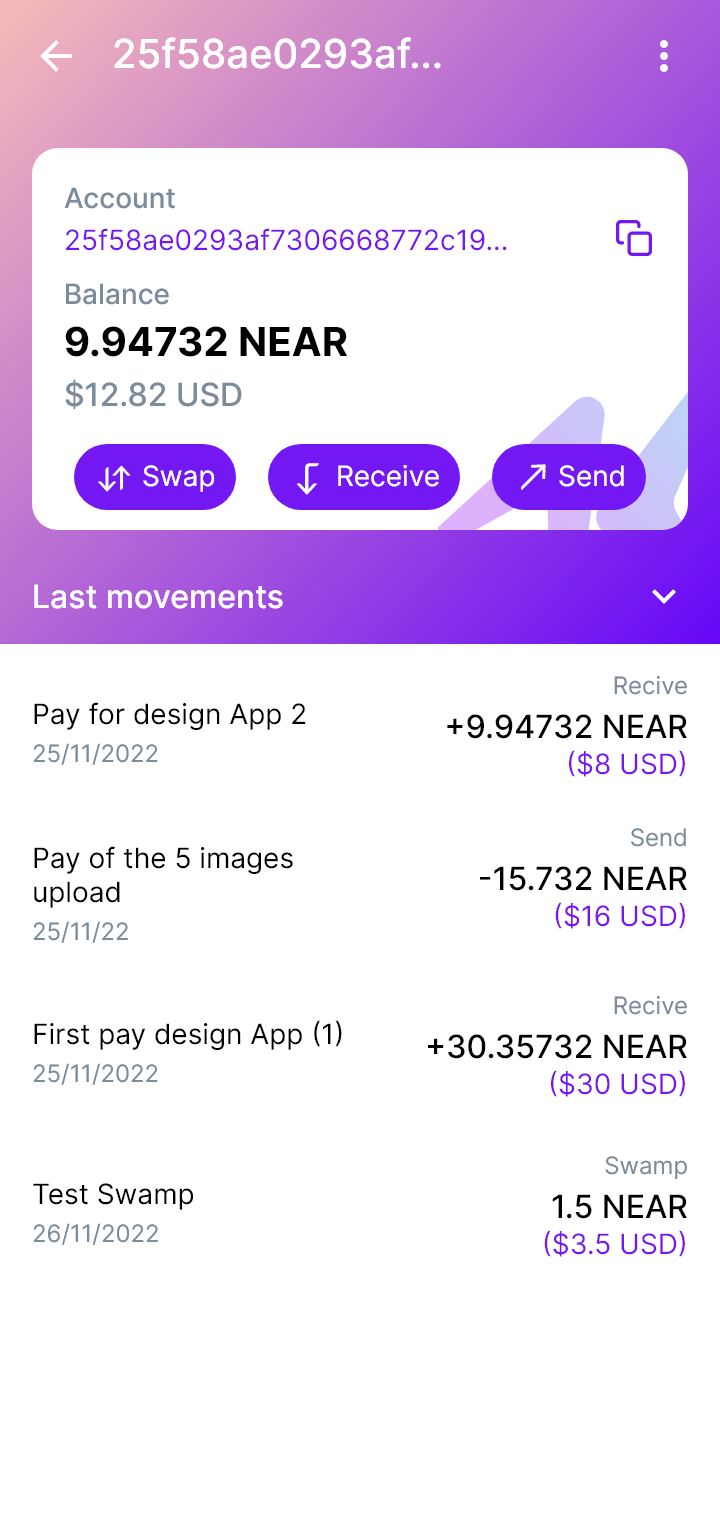 25f58ae0293af...
Account
25f58ae0293af7306668772c19...
Balance
9.94732 NEAR
$12.82 USD
Swap
Receive
Send
Last movements
Recive
Pay for design App 2
+9.94732 NEAR
25/11/2022
($8 USD)
Send
Pay of the 5 images
upload
-15.732 NEAR
25/11/22
($16 USD)
Recive
First pay design App (1)
+30.35732 NEAR
25/11/2022
($30 USD)
Swamp
Test Swamp
1.5 NEAR
26/11/2022
($3.5 USD)